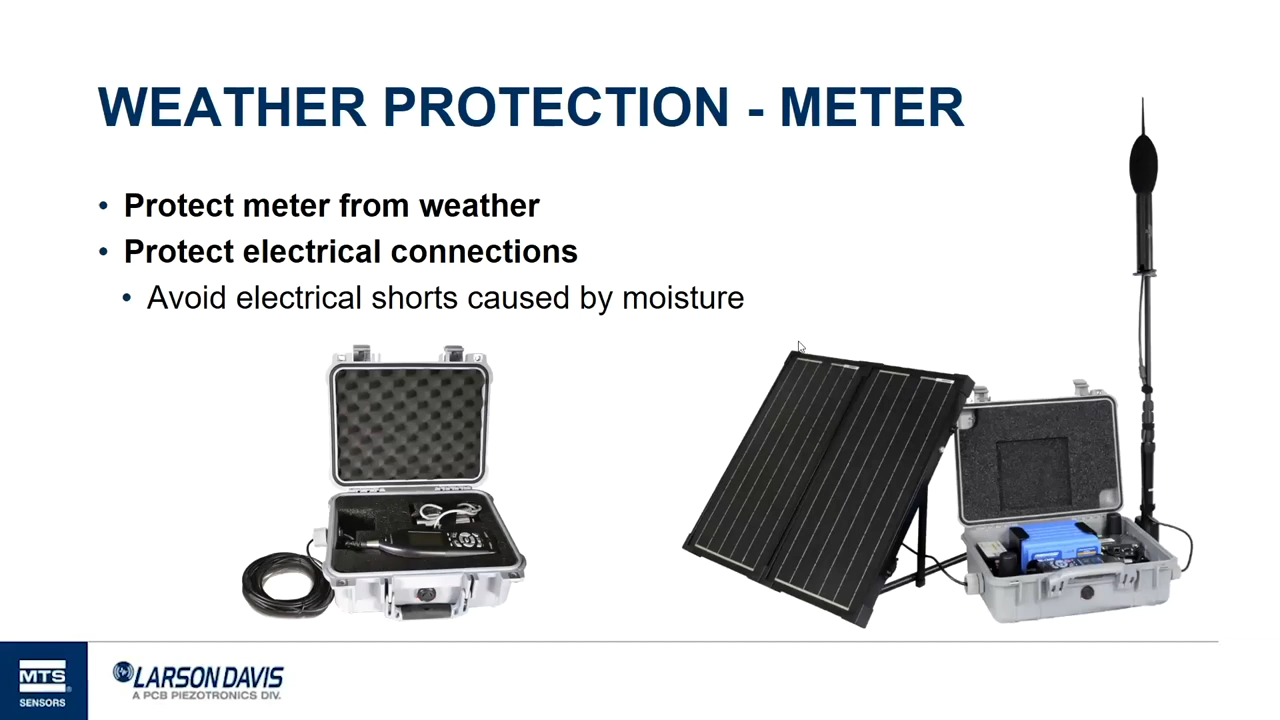 WEATHER PROTECTION - METER
• Protect meter from weather
• Protect electrical connections
• Avoid electrical shorts caused by moisture
MTS
SENSORS
LARSON DAVIS
A PCB PIEZOTRONICS DIV.